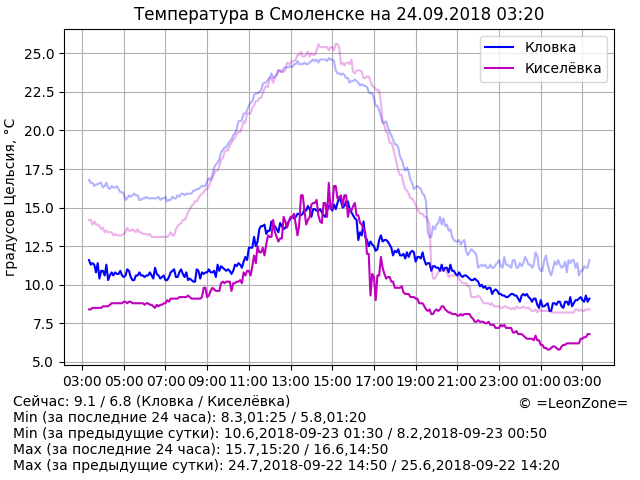 Температура в Смоленске на 24.09.2018 03:20
градусов Цельсия, °C
25.0
22.5
20.0
17.5
15.0
12.5
10.0
7.5
5.0
Кловка
Киселёвка
03:00 05:00 07:00 09:00 11:00 13:00 15:00 17:00 19:00 21:00 23:00 01:00 03:00
Сейчас: 9.1 / 6.8 (Кловка / Киселёвка)
© =LeonZone=
Min (за последние 24 часа): 8.3,01:25 / 5.8,01:20
Min (за предыдущие сутки): 10.6,2018-09-23 01:30 / 8.2,2018-09-23 00:50
Max (за последние 24 часа): 15.7,15:20 / 16.6,14:50
Max (за предыдущие сутки): 24.7,2018-09-22 14:50 / 25.6,2018-09-22 14:20